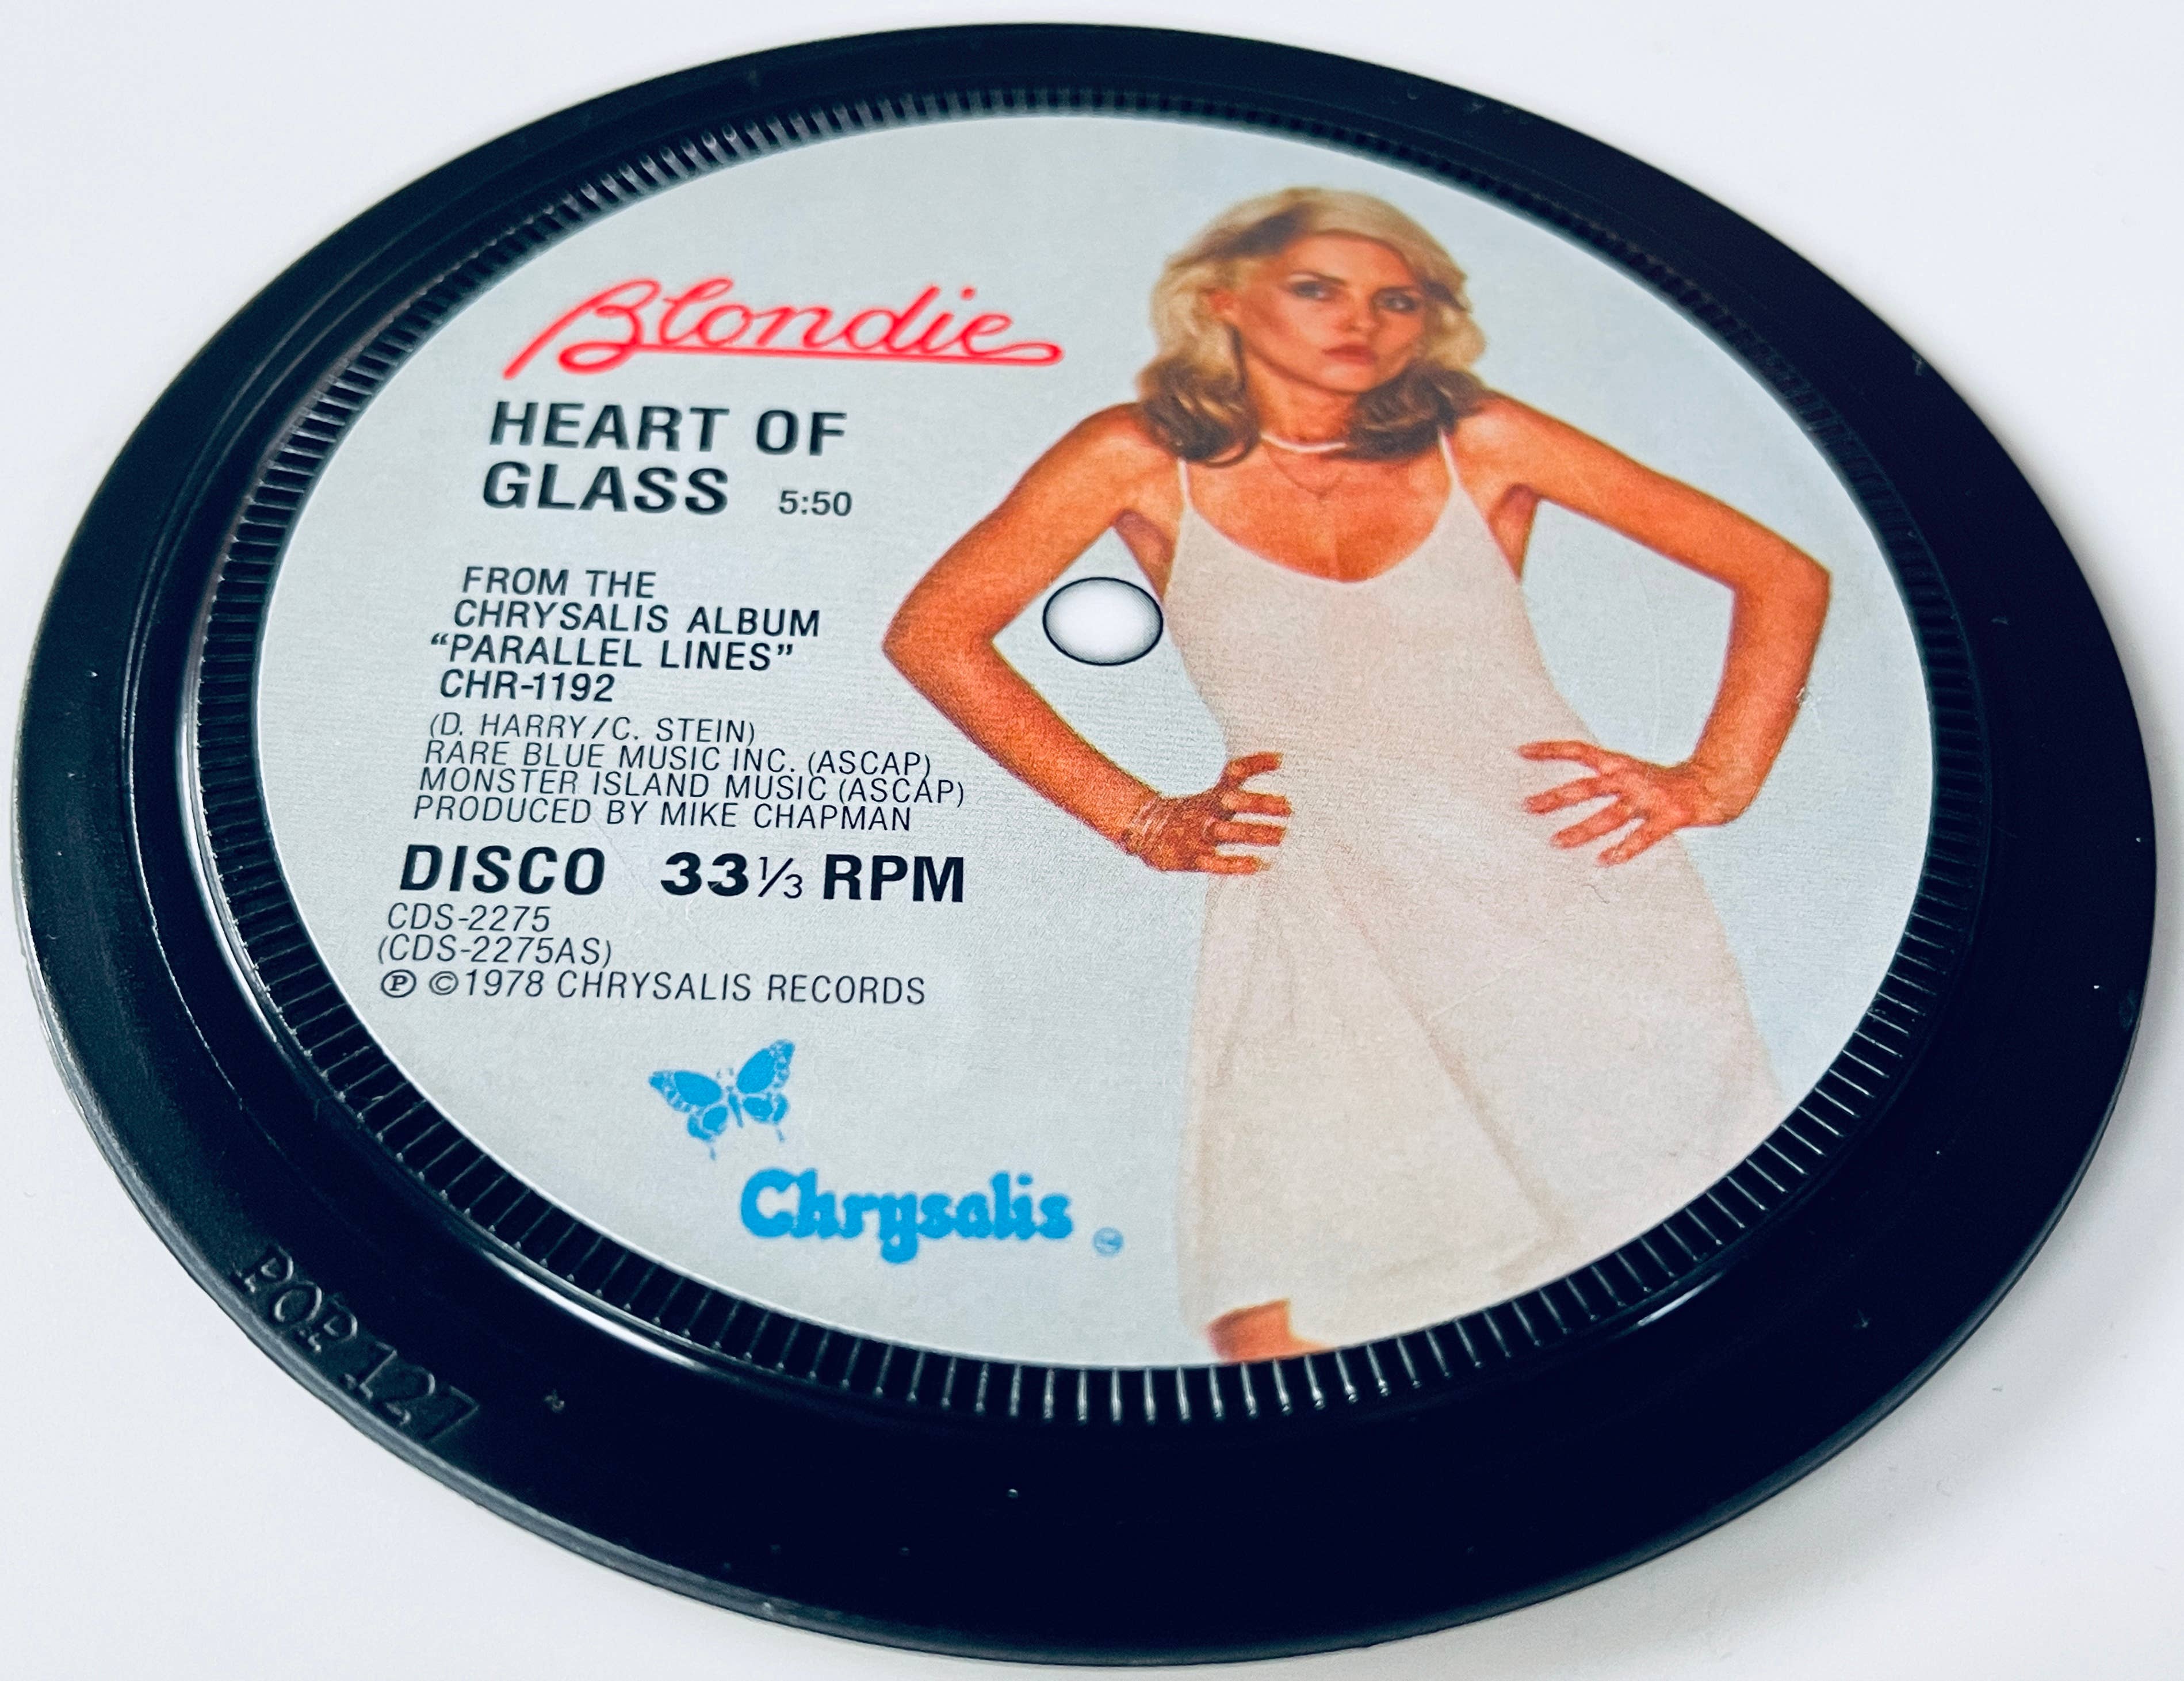 Blondie
HEART OF
GLASS 5:50
FROM THE
CHRYSALIS ALBUM
“PARALLEL LINES”
CHR-1192
(D. HARRY/C. STEIN)
RARE BLUE MUSIC INC. (ASCAP)
MONSTER ISLAND MUSIC (ASCAP)
PRODUCED BY MIKE CHAPMAN
DISCO 33⅓ RPM
CDS-2275
(CDS-2275AS)
Ⓟ ©1978 CHRYSALIS RECORDS
Chrysalis
POP 127